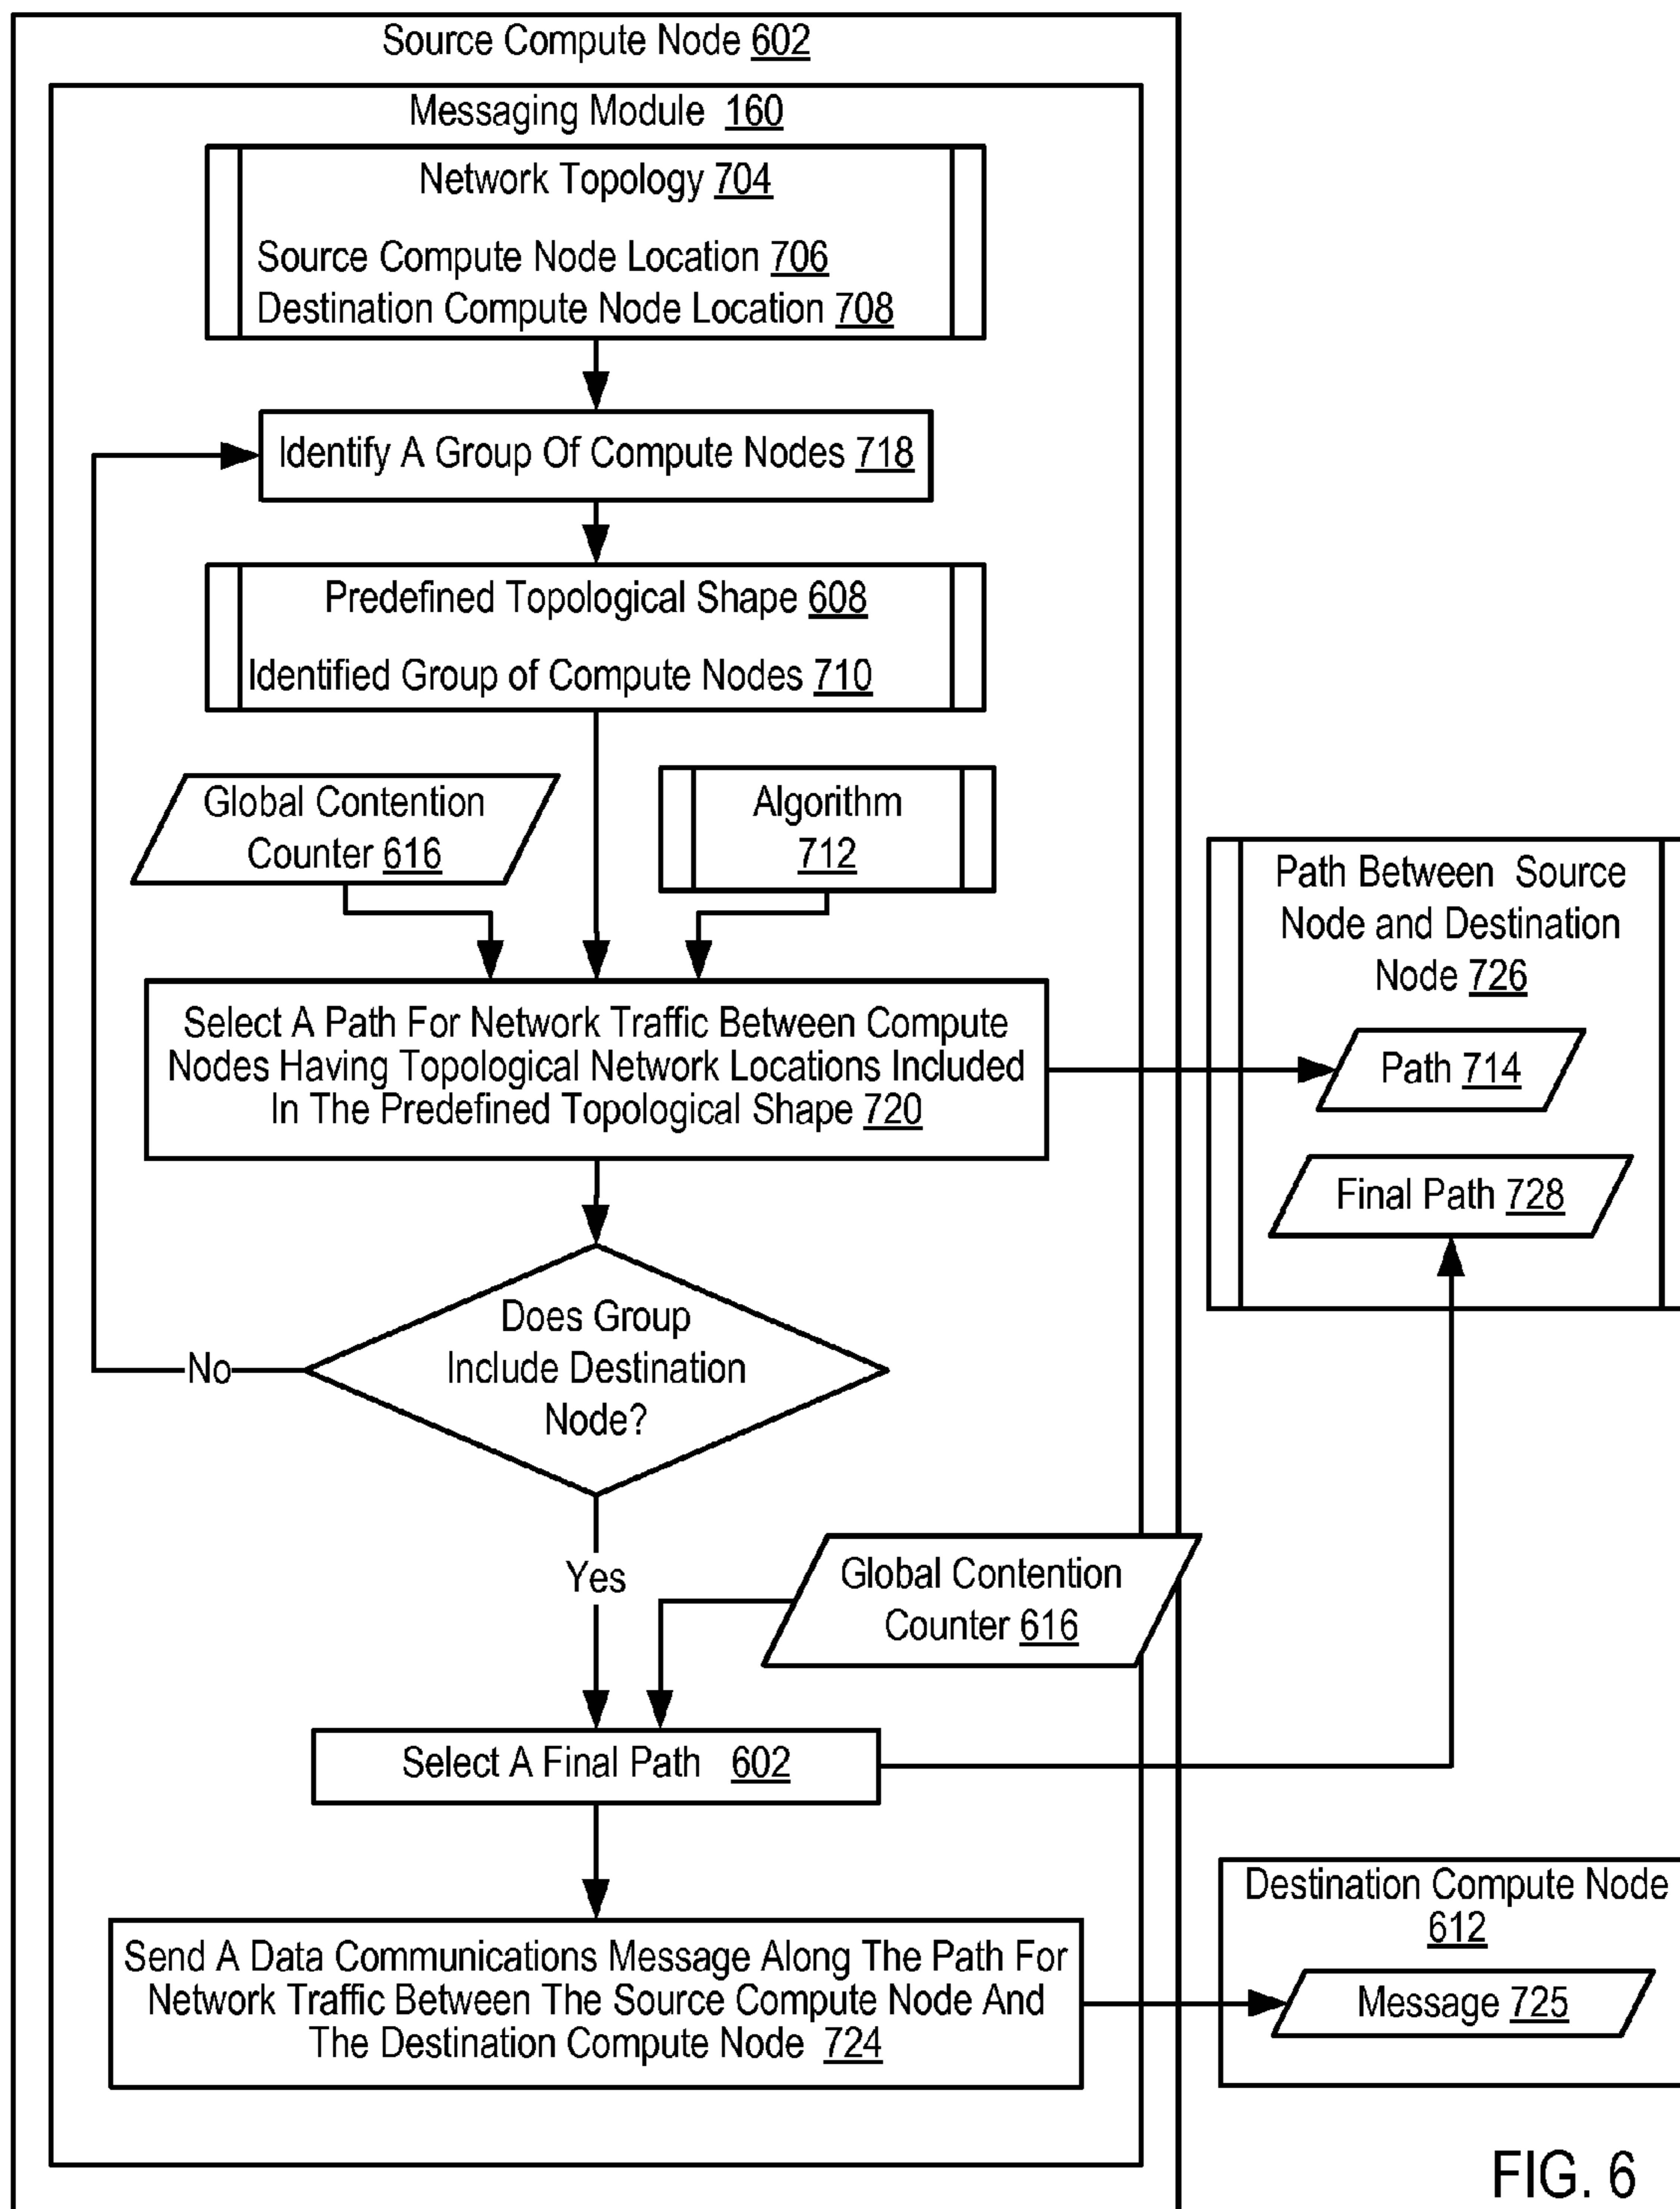 Source Compute Node 602
Messaging Module 160
Network Topology 704
Source Compute Node Location 706
Destination Compute Node Location 708
Identify A Group Of Compute Nodes 718
Predefined Topological Shape 608
Identified Group of Compute Nodes 710
Global Contention
Counter 616
Algorithm
712
Select A Path For Network Traffic Between Compute
Nodes Having Topological Network Locations Included
In The Predefined Topological Shape 720
Path Between Source
Node and Destination
Node 726
Path 714
Final Path 728
Does Group
Include Destination
Node?
No
Yes
Global Contention
Counter 616
Select A Final Path 602
Send A Data Communications Message Along The Path For
Network Traffic Between The Source Compute Node And
The Destination Compute Node 724
Destination Compute Node
612
Message 725
FIG. 6